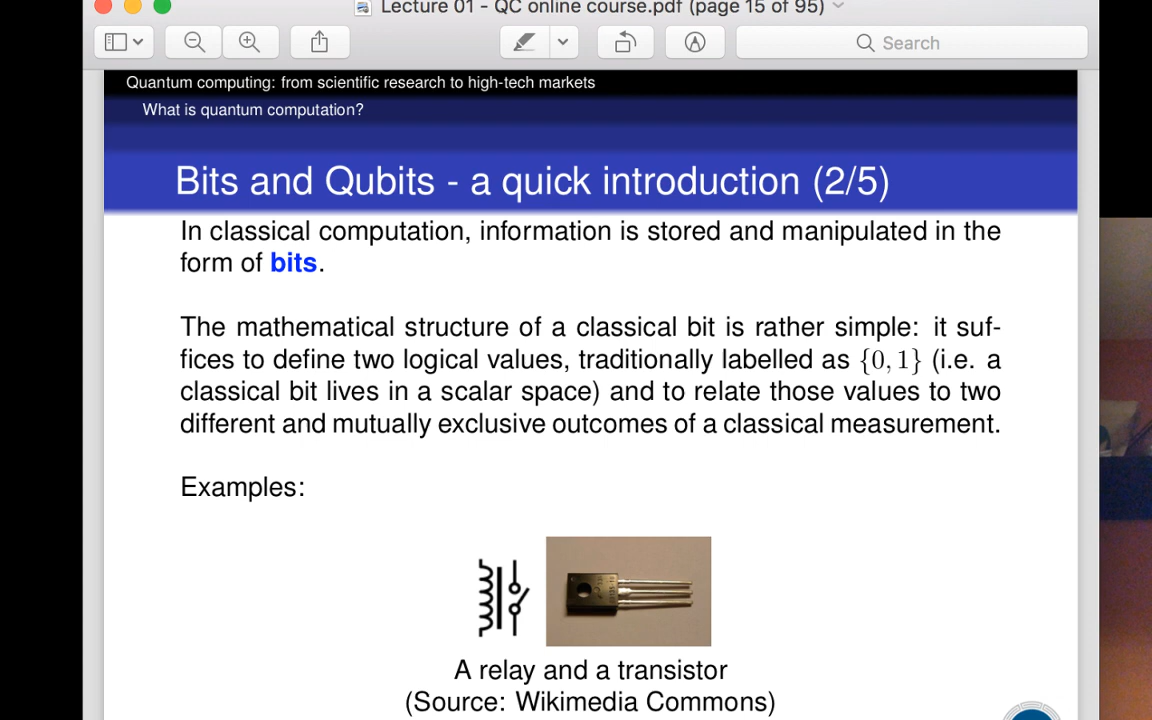 Lecture 01 - QC online course.pdf (page 15 of 95)
Search
Quantum computing: from scientific research to high-tech markets
What is quantum computation?
Bits and Qubits - a quick introduction (2/5)
In classical computation, information is stored and manipulated in the
form of bits.
The mathematical structure of a classical bit is rather simple: it suf-
fices to define two logical values, traditionally labelled as {0, 1} (i.e. a
classical bit lives in a scalar space) and to relate those values to two
different and mutually exclusive outcomes of a classical measurement.
Examples:
A relay and a transistor
(Source: Wikimedia Commons)